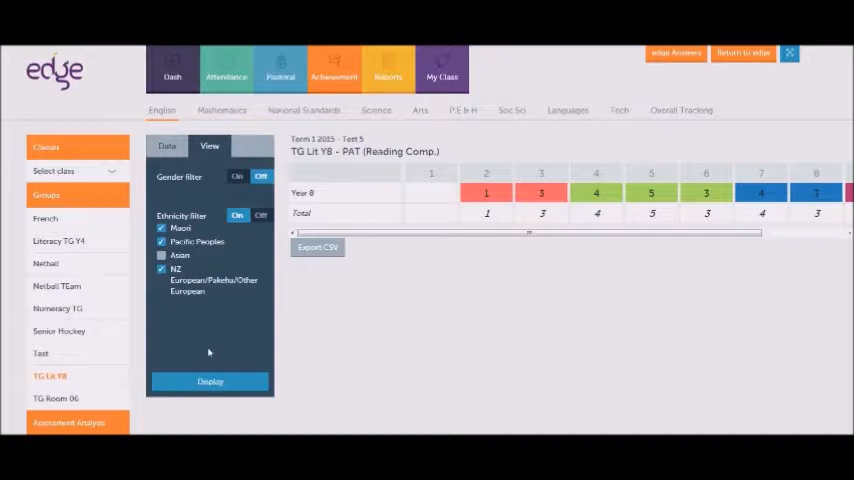 edge
Dash
Attendance
Pastoral
Achievement
Reports
My Class
edge Answers
Return to edge
English
Mathematics
National Standards
Science
Arts
P.E & H
Soc Sci
Languages
Tech
Overall Tracking
Classes
Select class
Groups
French
Literacy TG Y4
Netball
Netball TEam
Numeracy TG
Senior Hockey
Test
TG Lit Y8
TG Room 06
Assessment Analysis
Data
View
Gender filter
On
Off
Ethnicity filter
On
Off
Maori
Pacific Peoples
Asian
NZ
European/Pakeha/Other
European
Display
Term 1 2015 - Test 5
TG Lit Y8 - PAT (Reading Comp.)
1 2 3 4 5 6 7 8
Year 8 1 3 4 5 3 4 3
Total 1 3 4 5 3 4 3
Export CSV